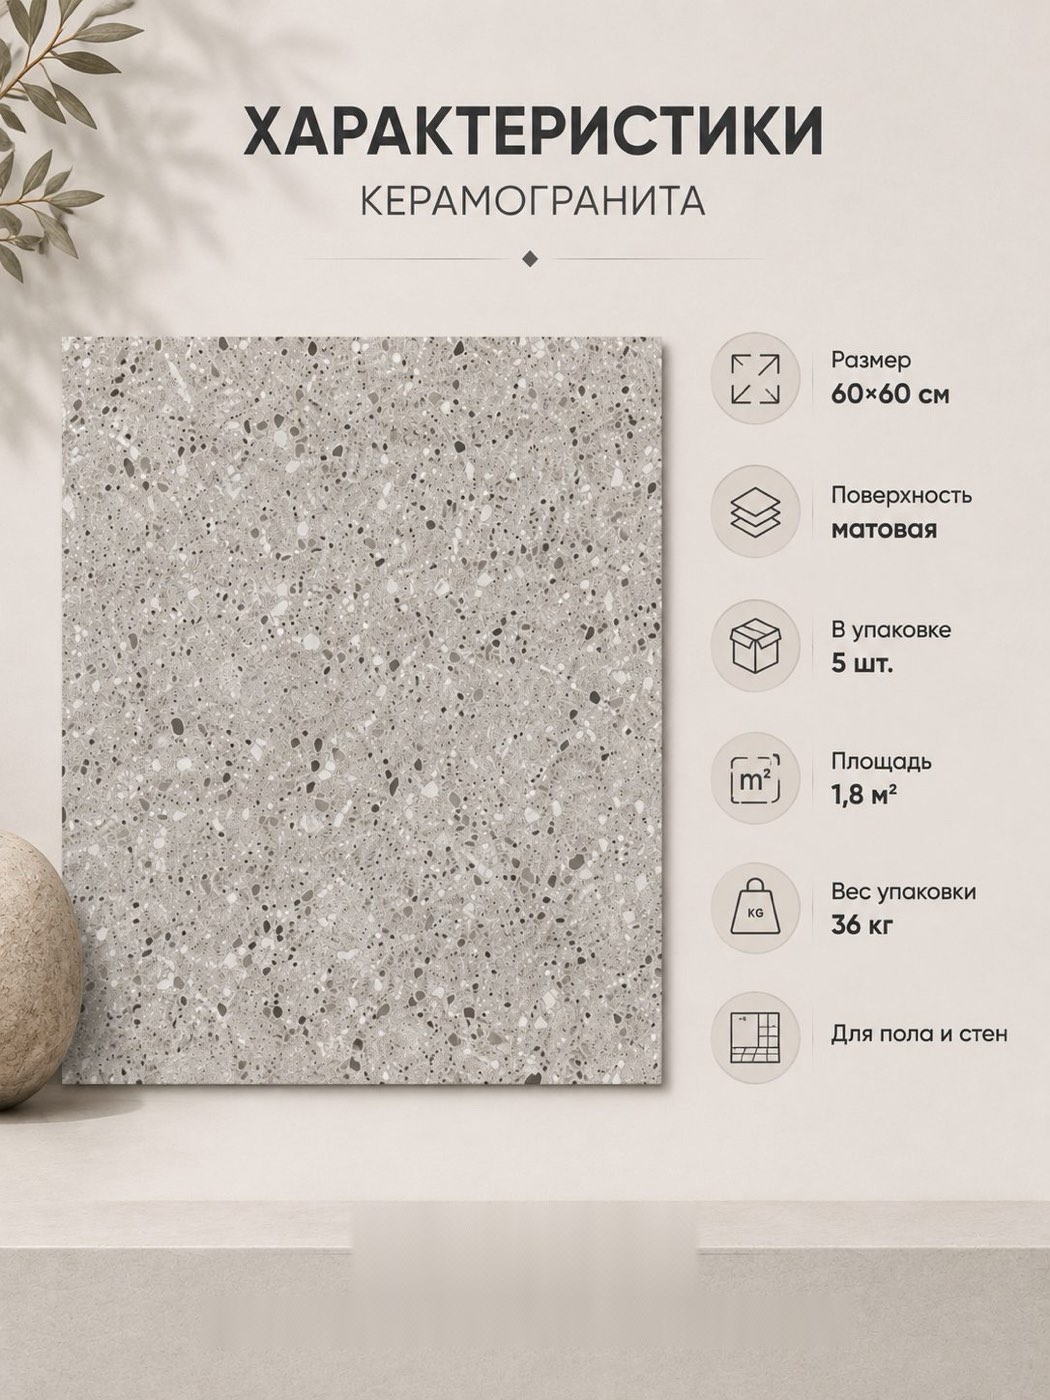 ХАРАКТЕРИСТИКИ
КЕРАМОГРАНИТА
Размер
60×60 см
Поверхность
матовая
В упаковке
5 шт.
m²
Площадь
1,8 м²
KG
Вес упаковки
36 кг
Для пола и стен